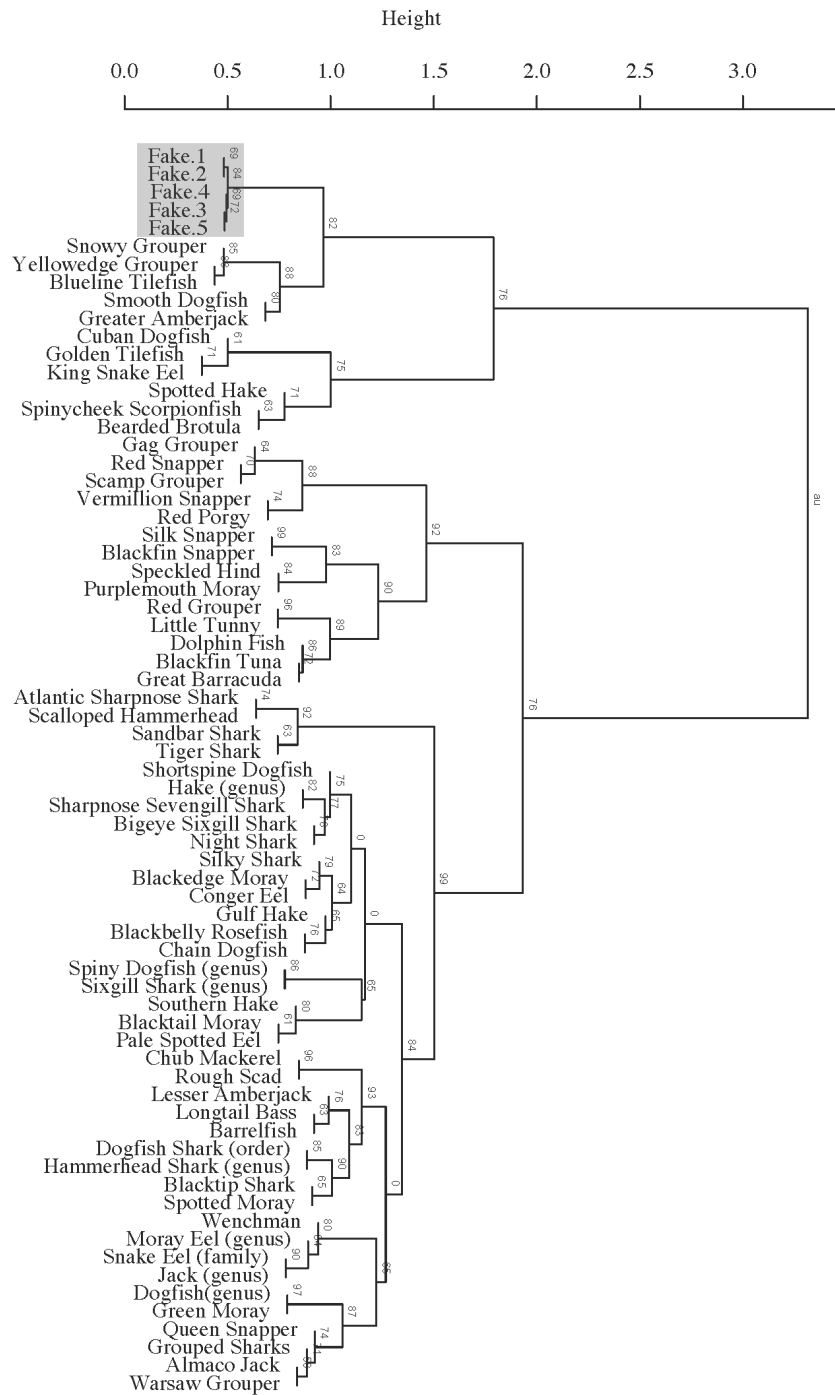 Height
0.0 0.5 1.0 1.5 2.0 2.5 3.0
69
Fake.1
84
Fake.2
Fake.4
69
72
Fake.3
Fake.5
82
85
Snowy Grouper
Yellowedge Grouper
88
Blueline Tilefish
76
80
Smooth Dogfish
Greater Amberjack
61
Cuban Dogfish
71
Golden Tilefish
75
King Snake Eel
71
Spotted Hake
63
Spinycheek Scorpionfish
Bearded Brotula
64
Gag Grouper
70
Red Snapper
88
Scamp Grouper
74
Vermillion Snapper
au
Red Porgy
99
Silk Snapper
92
Blackfin Snapper
83
84
Speckled Hind
Purplemouth Moray
90
96
Red Grouper
Little Tunny
89
86
Dolphin Fish
72
Blackfin Tuna
Great Barracuda
74
Atlantic Sharpnose Shark
92
76
Scalloped Hammerhead
63
Sandbar Shark
Tiger Shark
75
Shortspine Dogfish
82
Hake (genus)
77
Sharpnose Sevengill Shark
Bigeye Sixgill Shark
Night Shark
0
79
Silky Shark
72
Blackedge Moray
64
99
Conger Eel
65
Gulf Hake
0
76
Blackbelly Rosefish
Chain Dogfish
86
Spiny Dogfish (genus)
65
Sixgill Shark (genus)
80
Southern Hake
61
Blacktail Moray
Pale Spotted Eel
84
96
Chub Mackerel
Rough Scad
93
76
Lesser Amberjack
63
Longtail Bass
83
Barrelfish
85
Dogfish Shark (order)
90
Hammerhead Shark (genus)
65
Blacktip Shark
0
Spotted Moray
80
Wenchman
Moray Eel (genus)
90
Snake Eel (family)
Jack (genus)
97
Dogfish(genus)
87
Green Moray
74
Queen Snapper
Grouped Sharks
Almaco Jack
Warsaw Grouper